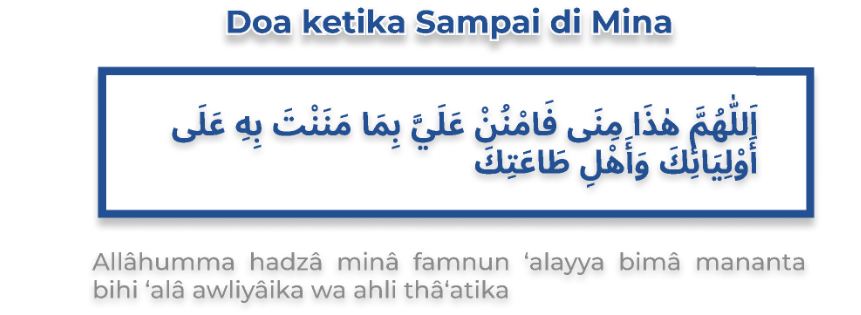 Doa ketika Sampai di Mina
اَللّٰهُمَّ هٰذَا مِنَى فَامْنُنْ عَلَيَّ بِمَا مَنَنْتَ بِهِ عَلَى
أَوْلِيَائِكَ وَأَهْلِ طَاعَتِكَ
Allâhumma hadzâ minâ famnun ‘alayya bimâ mananta
bihi ‘alâ awliyâika wa ahli thâ‘atika